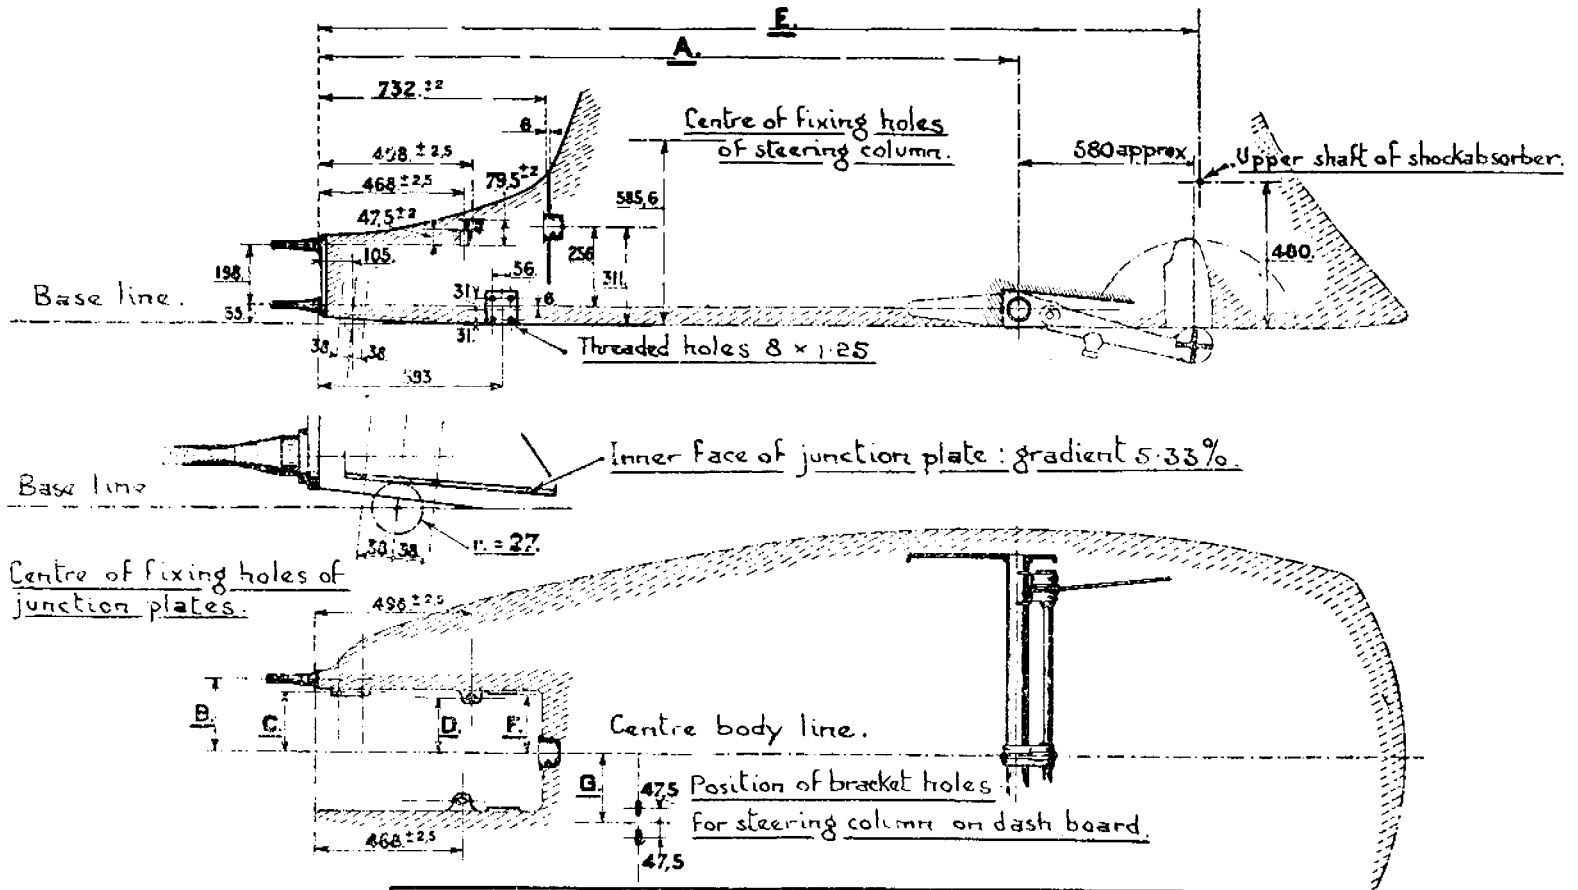 E.
A.
732.±2
6
Centre of fixing holes
of steering column.
580 approx.
Upper shaft of shockabsorber.
498.±2,5
468±2,5
79,5±2
47,5±2
585,6
256
311.
480.
105.
198.
56.
31
6
Base line.
35.
31.
38.
38.
Threaded holes 8 x 1.25
593
Inner face of junction plate : gradient 5.33%.
Base line
38
38.
r. = 27.
Centre of fixing holes of
junction plates.
498±2,5
B.
C.
D.
F.
Centre body line.
G.
47,5
Position of bracket holes
for steering column on dash board.
468±2,5
47,5